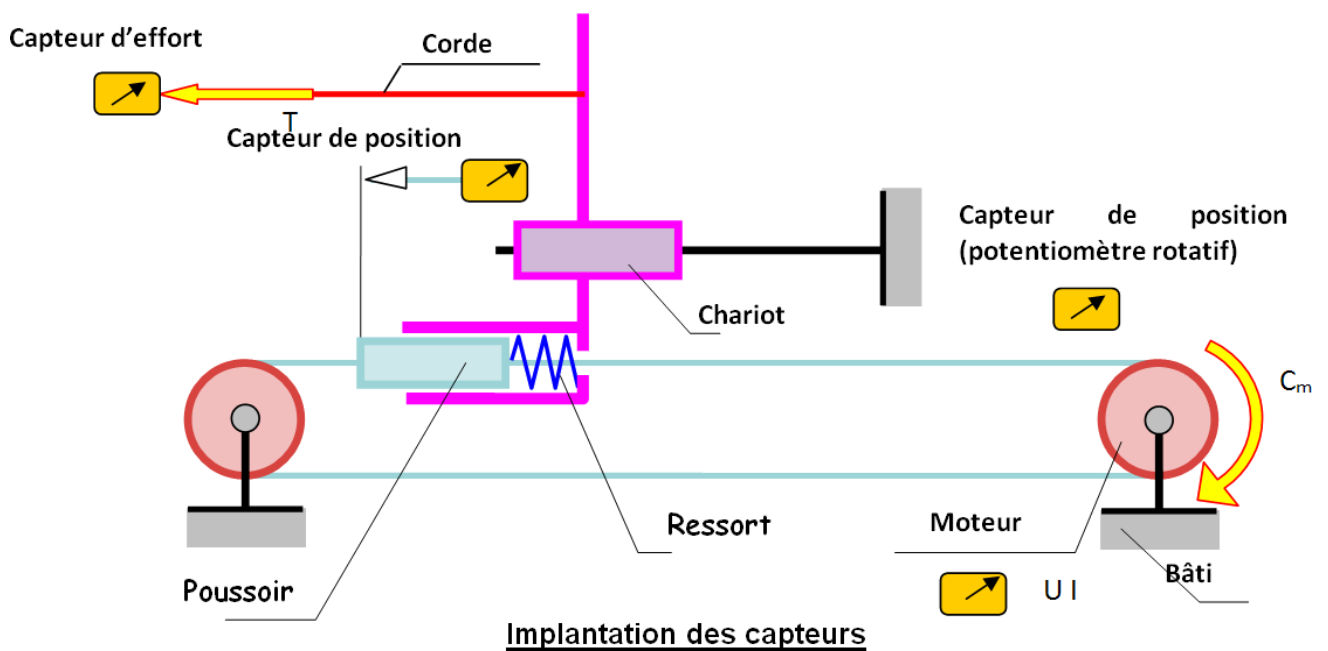 Capteur d'effort
Corde
T
Capteur de position
Capteur de position
(potentiomètre rotatif)
Chariot
Cm
Ressort
Moteur
Poussoir
U I
Bâti
Implantation des capteurs